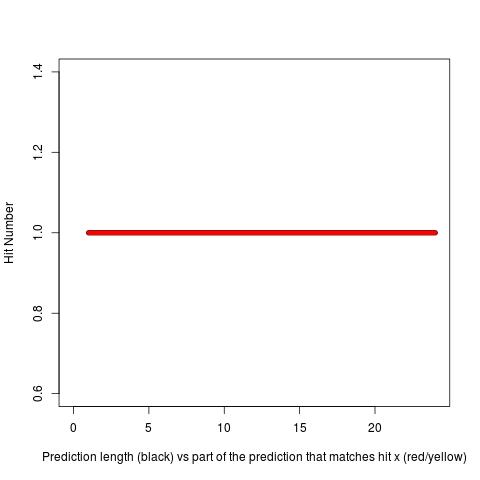 1.4
1.2
1.0
0.8
0.6
Hit Number
0 5 10 15 20
Prediction length (black) vs part of the prediction that matches hit x (red/yellow)